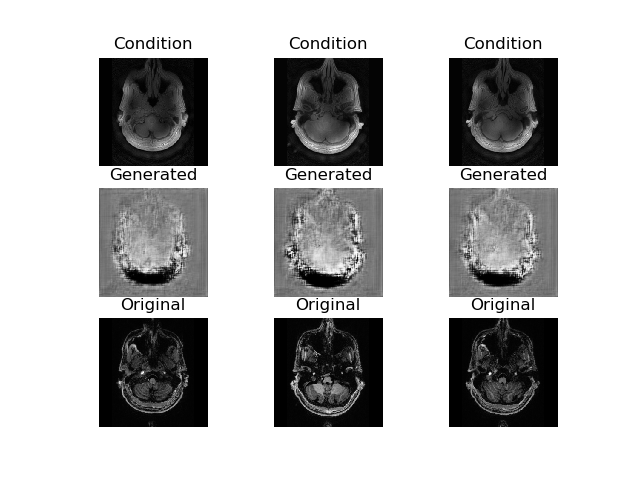 Condition Condition Condition
Generated Generated Generated
Original Original Original